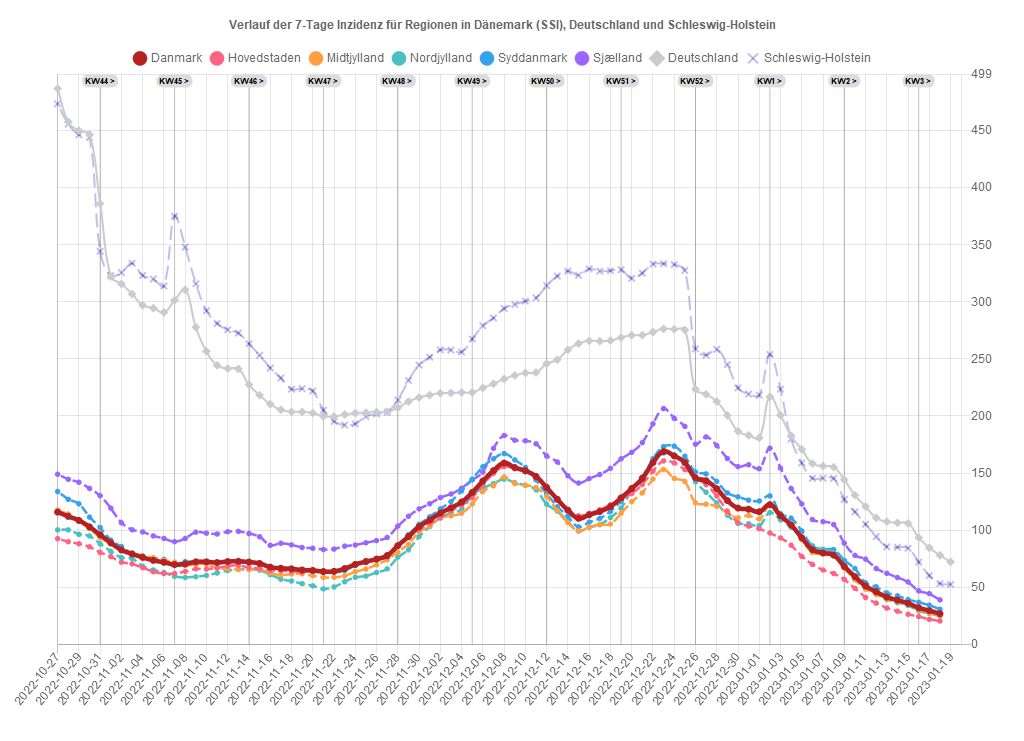 Verlauf der 7-Tage Inzidenz für Regionen in Dänemark (SSI), Deutschland und Schleswig-Holstein
Danmark Hovedstaden Midtjylland Nordjylland Syddanmark Sjælland Deutschland Schleswig-Holstein
KW44 > KW45 > KW46 > KW47 > KW48 > KW49 > KW50 > KW51 > KW52 > KW1 > KW2 > KW3 >
499
450
400
350
300
250
200
150
100
50
0
2022-10-27 2022-10-29 2022-10-31 2022-11-02 2022-11-04 2022-11-06 2022-11-08 2022-11-10 2022-11-12 2022-11-14 2022-11-16 2022-11-18 2022-11-20 2022-11-22 2022-11-24 2022-11-26 2022-11-28 2022-11-30 2022-12-02 2022-12-04 2022-12-06 2022-12-08 2022-12-10 2022-12-12 2022-12-14 2022-12-16 2022-12-18 2022-12-20 2022-12-22 2022-12-24 2022-12-26 2022-12-28 2022-12-30 2023-01-01 2023-01-03 2023-01-05 2023-01-07 2023-01-09 2023-01-11 2023-01-13 2023-01-15 2023-01-17 2023-01-19